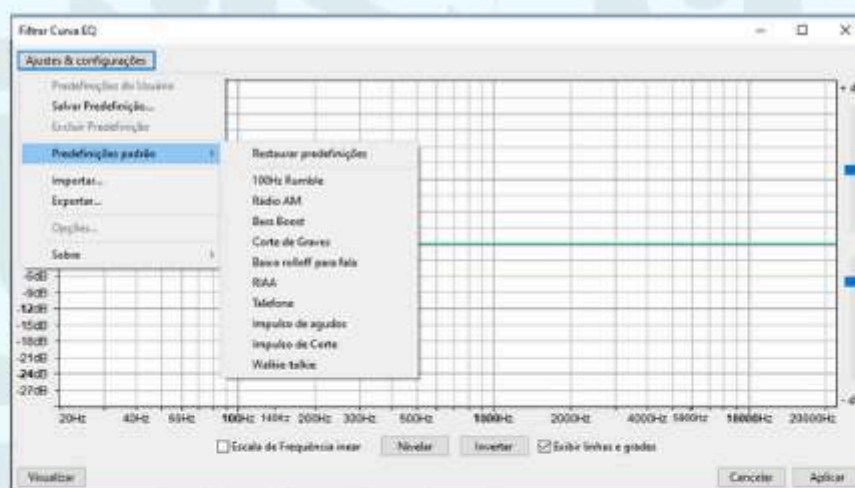 Filtrar Curva EQ
Ajustes & configurações
Predefinições do Usuário
Salvar Predefinição...
Excluir Predefinição
Predefinições padrão
Importar...
Exportar...
Opções...
Sobre
Restaurar predefinições
100Hz Rumble
Rádio AM
Bass Boost
Corte de Graves
Baixo rolloff para fala
RIAA
Telefone
Impulso de agudos
Impulso de Corte
Walkie talkie
-6dB
-9dB
-12dB
-15dB
-18dB
-21dB
-24dB
-27dB
20Hz 40Hz 60Hz 100Hz 140Hz 200Hz 300Hz 500Hz 1000Hz 2000Hz 4000Hz 5000Hz 10000Hz 20000Hz
Escala de Frequência inear Nivelar Inverter Exibir linhas e grades
Visualizar Cancelar Aplicar